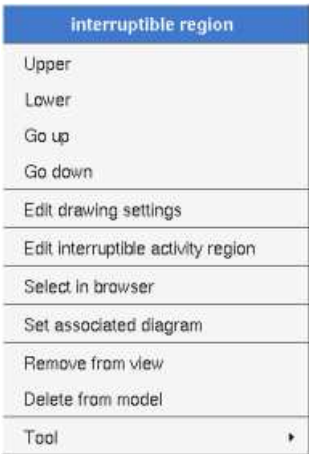 interruptible region
Upper
Lower
Go up
Go down
Edit drawing settings
Edit interruptible activity region
Select in browser
Set associated diagram
Remove from view
Delete from model
Tool